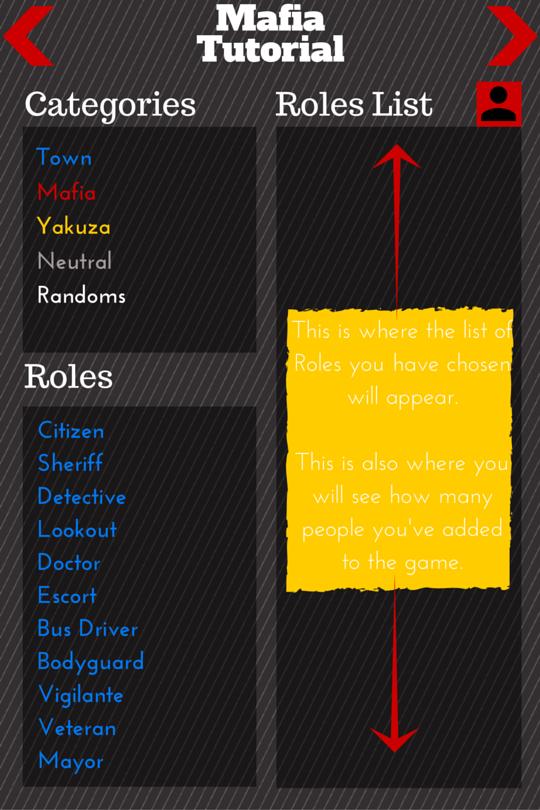 Mafia
Tutorial
Categories
Town
Mafia
Yakuza
Neutral
Randoms
Roles
Citizen
Sheriff
Detective
Lookout
Doctor
Escort
Bus Driver
Bodyguard
Vigilante
Veteran
Mayor
Roles List
This is where the list of
Roles you have chosen
will appear.
This is also where you
will see how many
people you've added
to the game.